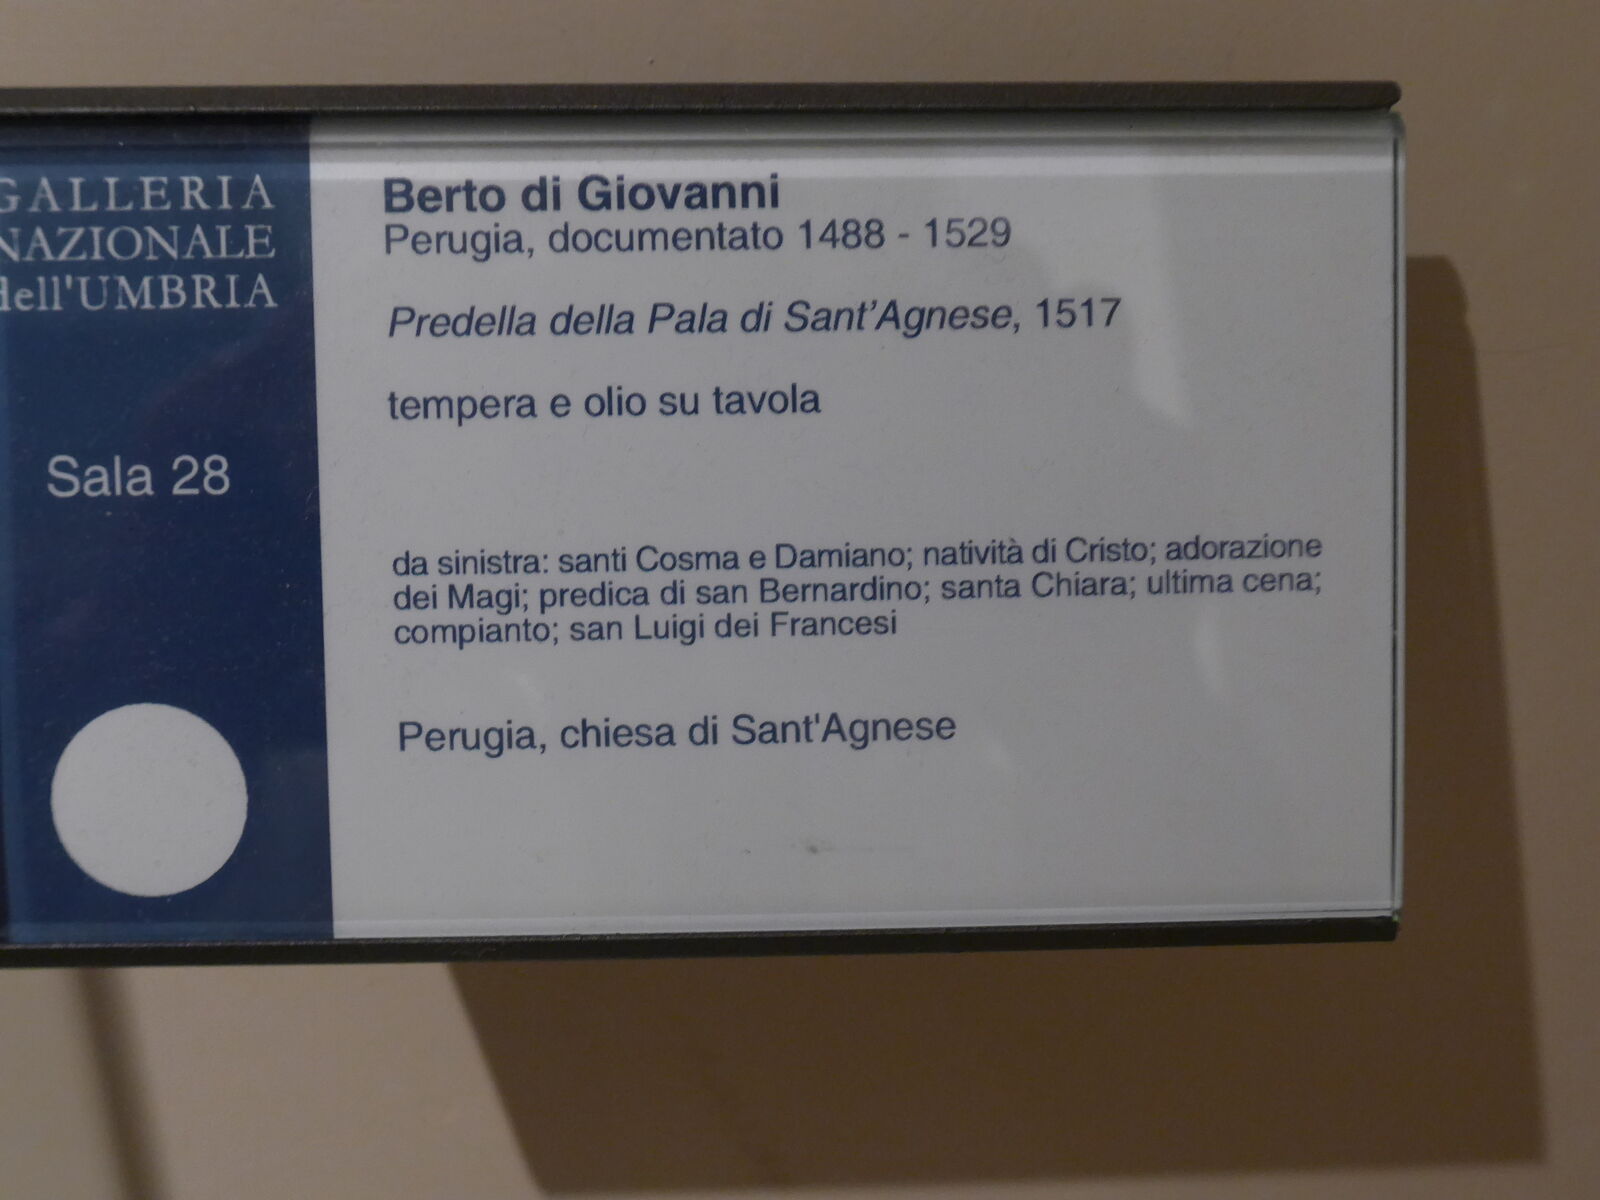 GALLERIA
NAZIONALE
dell'UMBRIA
Sala 28
Berto di Giovanni
Perugia, documentato 1488 - 1529
Predella della Pala di Sant'Agnese, 1517
tempera e olio su tavola
da sinistra: santi Cosma e Damiano; natività di Cristo; adorazione
dei Magi; predica di san Bernardino; santa Chiara; ultima cena;
compianto; san Luigi dei Francesi
Perugia, chiesa di Sant'Agnese